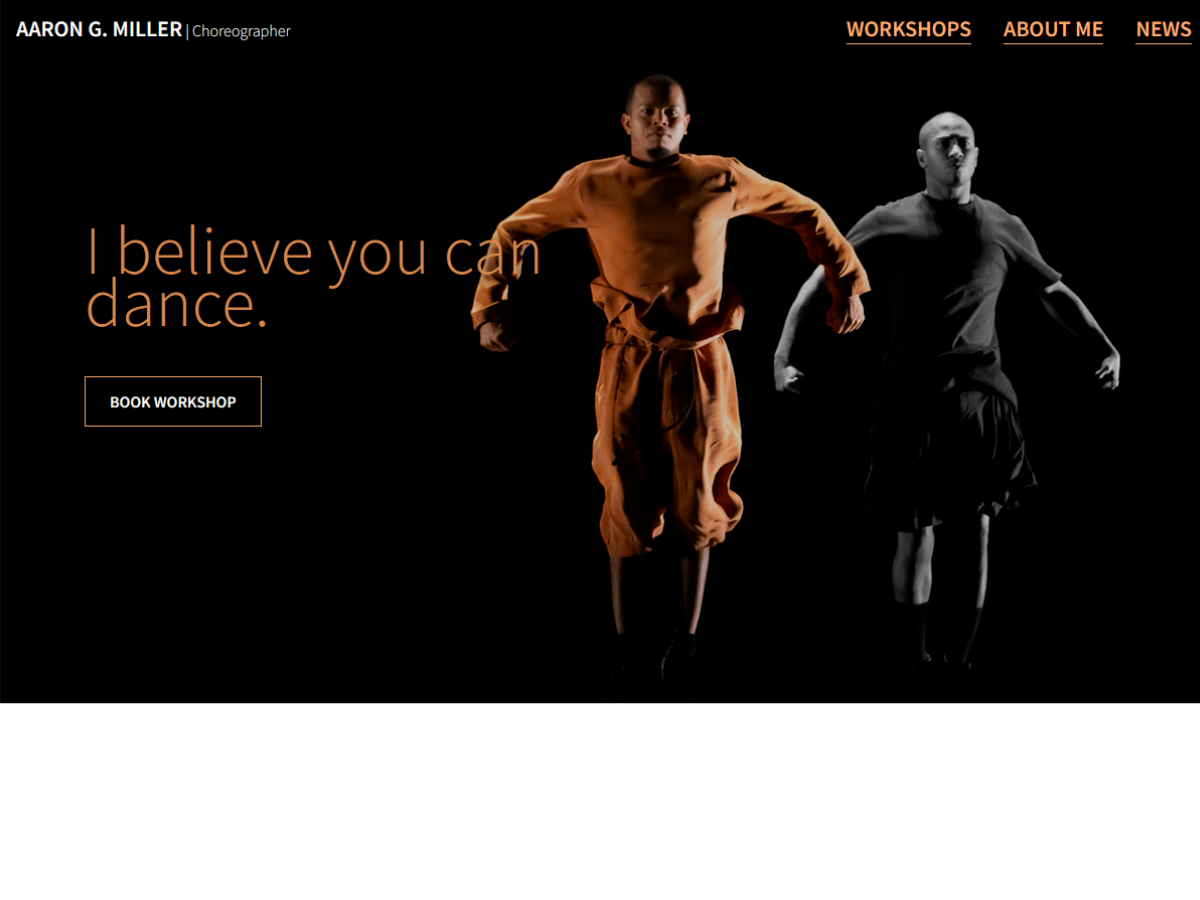 AARON G. MILLER | Choreographer
WORKSHOPS ABOUT ME NEWS
I believe you can
dance.
BOOK WORKSHOP